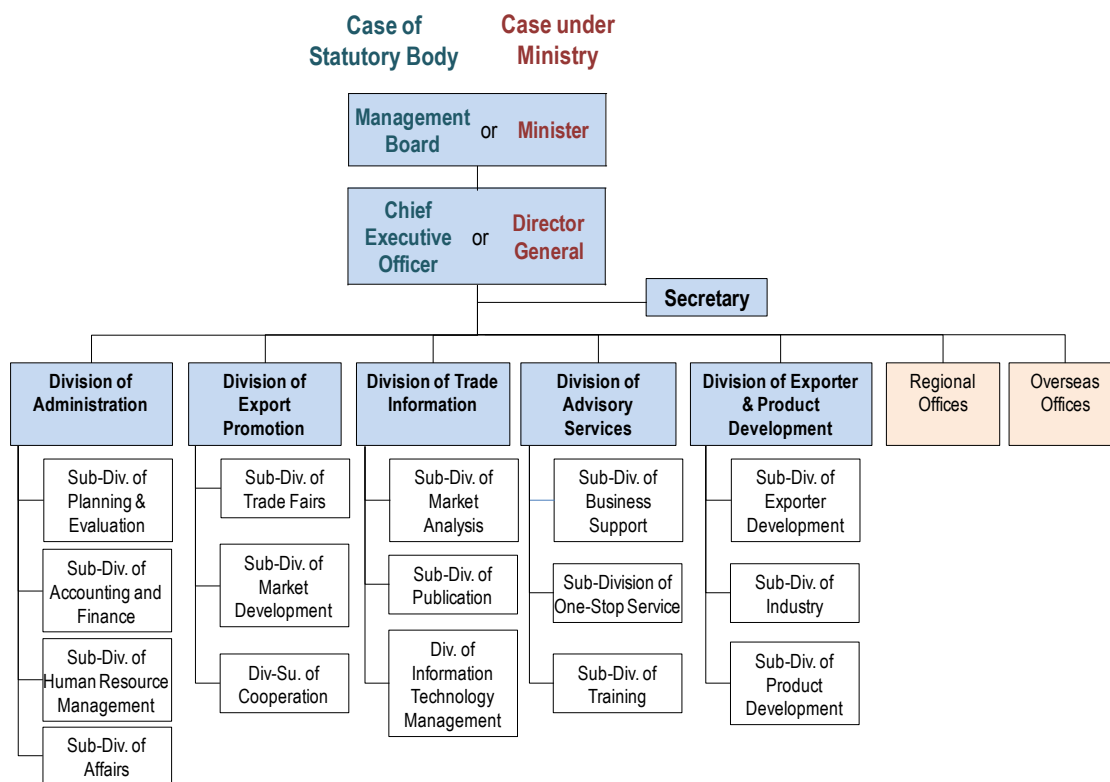 Case of
Statutory Body
Case under
Ministry
Management
Board
or
Minister
Chief
Executive
Officer
or
Director
General
Secretary
Division of
Administration
Division of
Export
Promotion
Division of Trade
Information
Division of
Advisory
Services
Division of Exporter
& Product
Development
Regional
Offices
Overseas
Offices
Sub-Div. of
Planning &
Evaluation
Sub-Div. of
Accounting and
Finance
Sub-Div. of
Human Resource
Management
Sub-Div. of
Affairs
Sub-Div. of
Trade Fairs
Sub-Div. of
Market
Development
Div-Su. of
Cooperation
Sub-Div. of
Market
Analysis
Sub-Div. of
Publication
Div. of
Information
Technology
Management
Sub-Div. of
Business
Support
Sub-Division of
One-Stop Service
Sub-Div. of
Training
Sub-Div. of
Exporter
Development
Sub-Div. of
Industry
Sub-Div. of
Product
Development